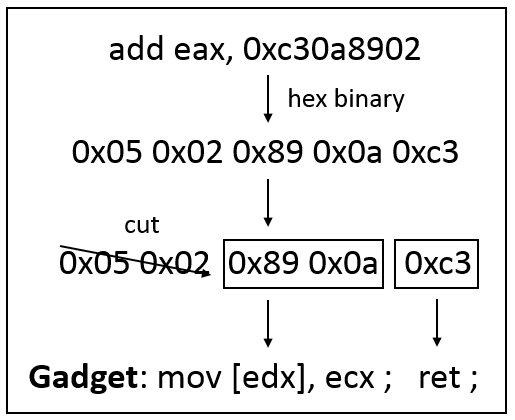 add eax, 0xc30a8902
hex binary
0x05 0x02 0x89 0x0a 0xc3
cut
0x05 0x02 0x89 0x0a 0xc3
Gadget: mov [edx], ecx ; ret ;